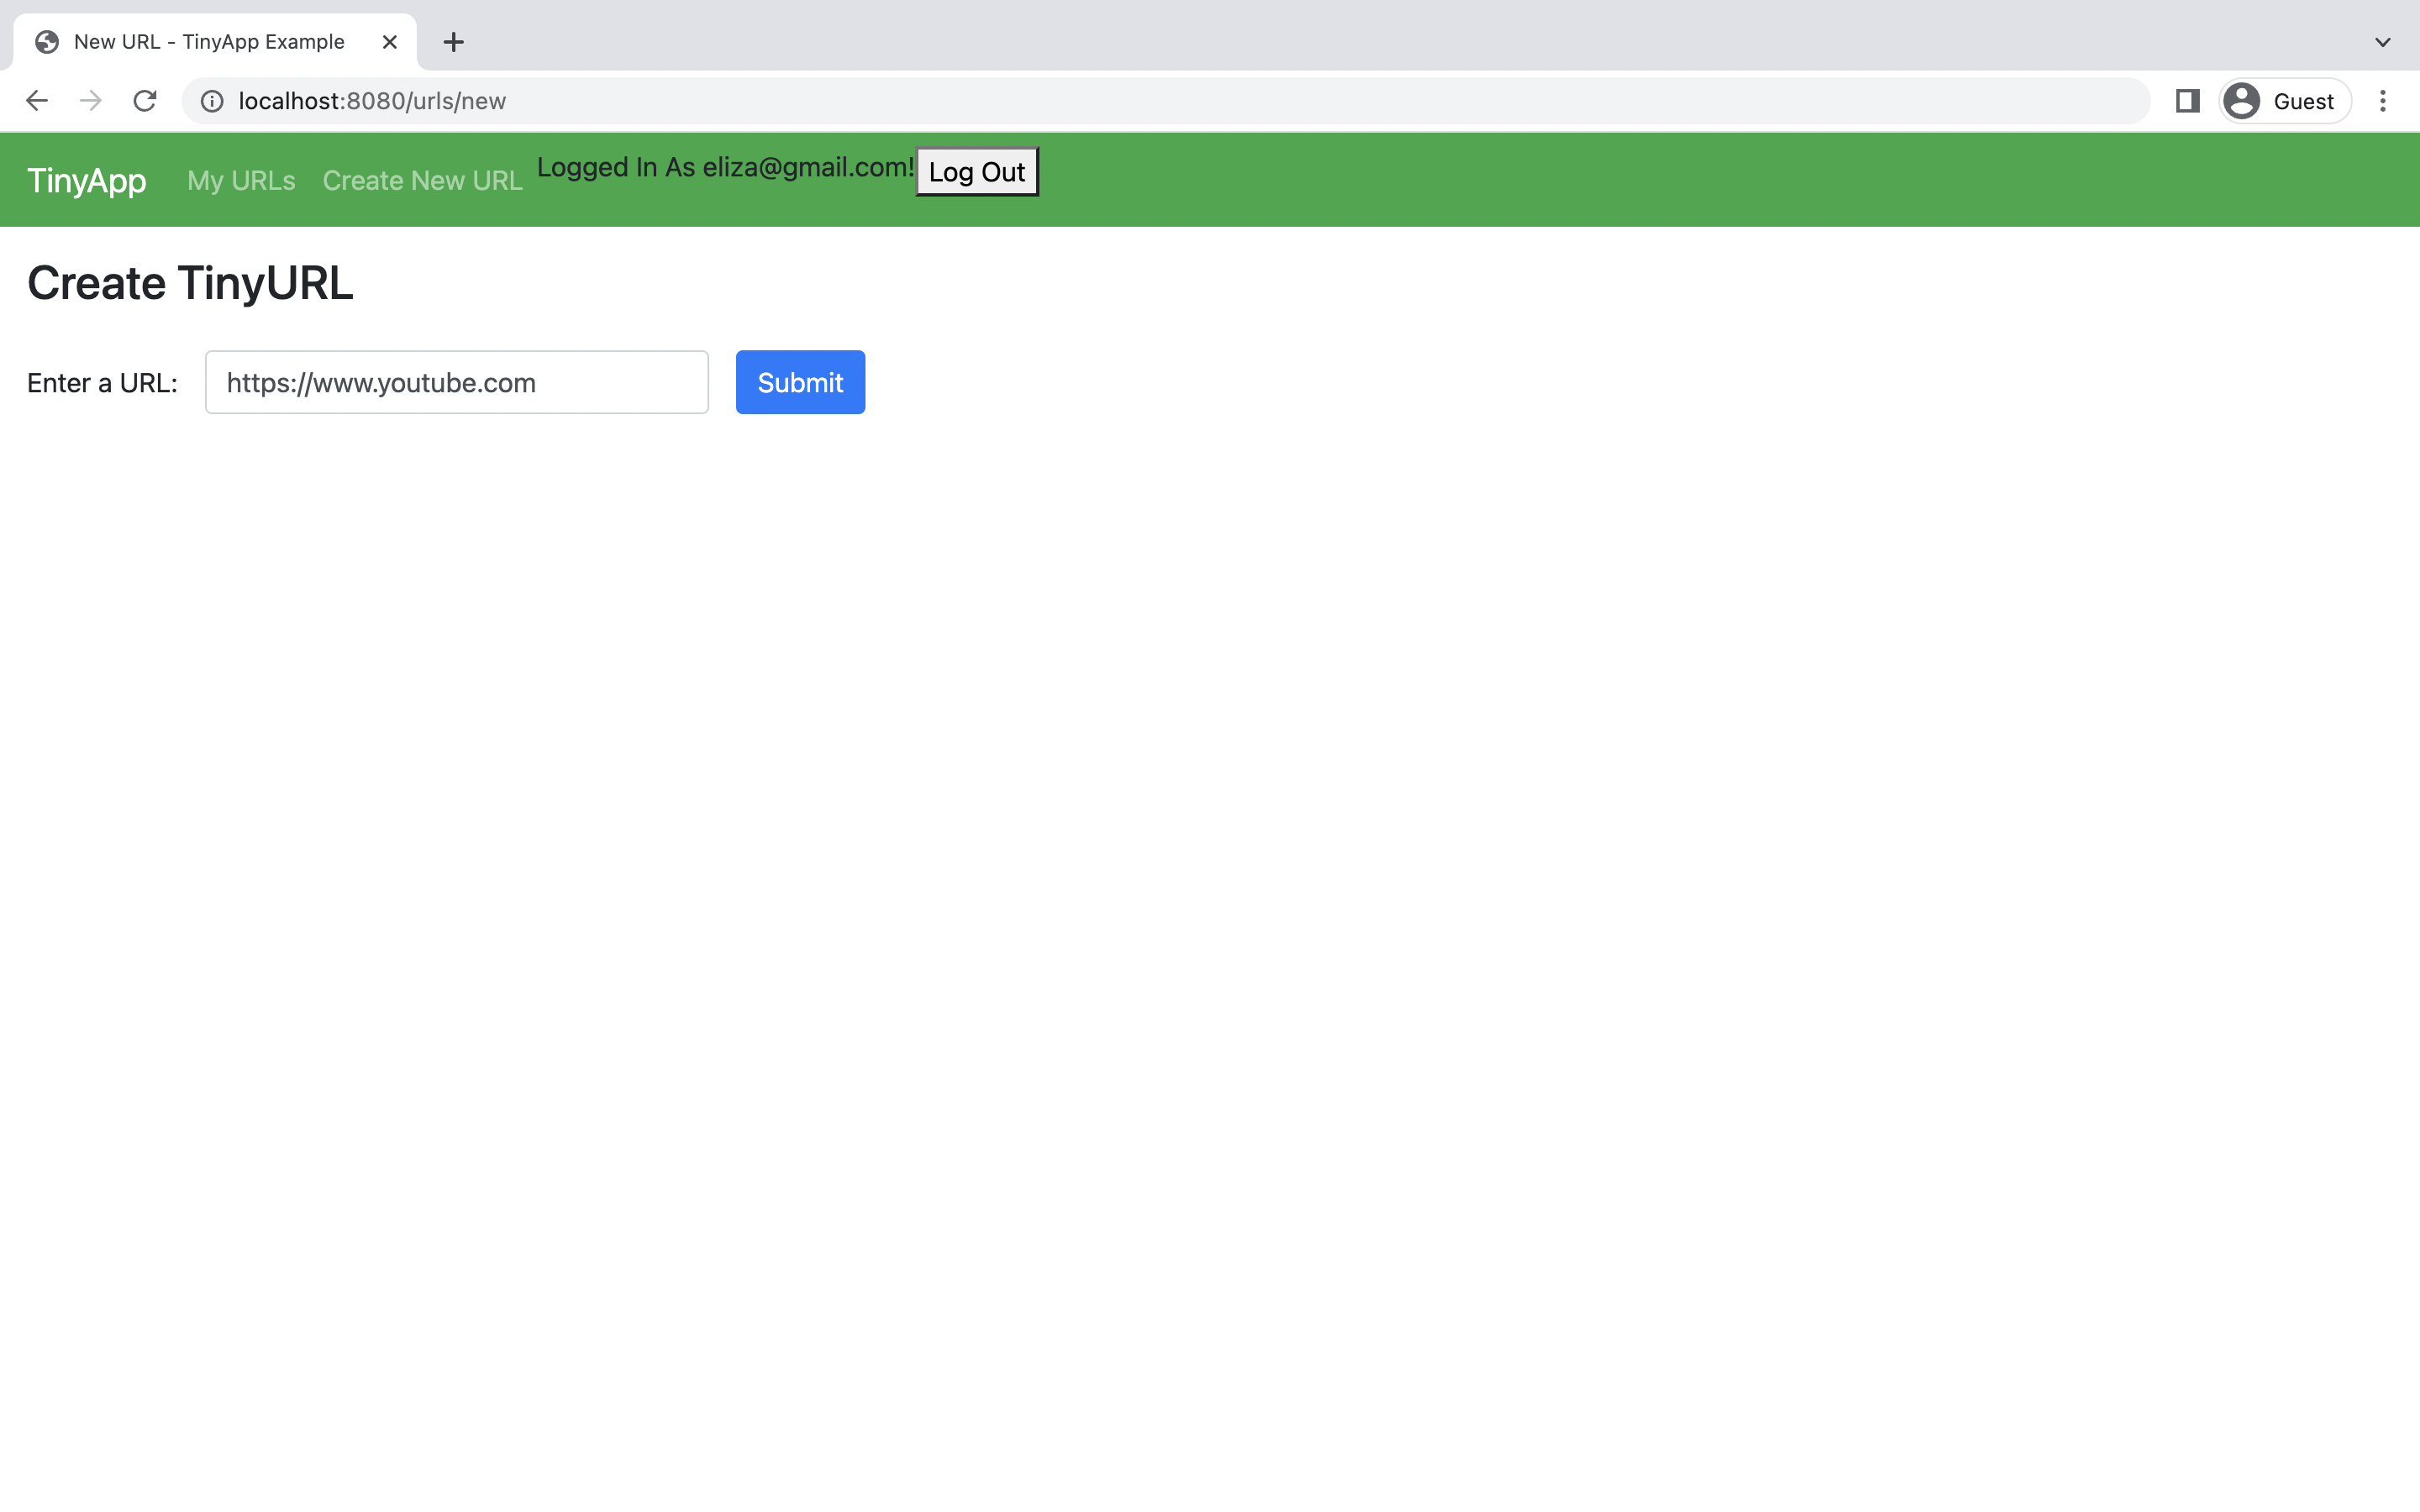 New URL - TinyApp Example
localhost:8080/urls/new
Guest
TinyApp My URLs Create New URL Logged In As eliza@gmail.com! Log Out
Create TinyURL
Enter a URL: https://www.youtube.com Submit